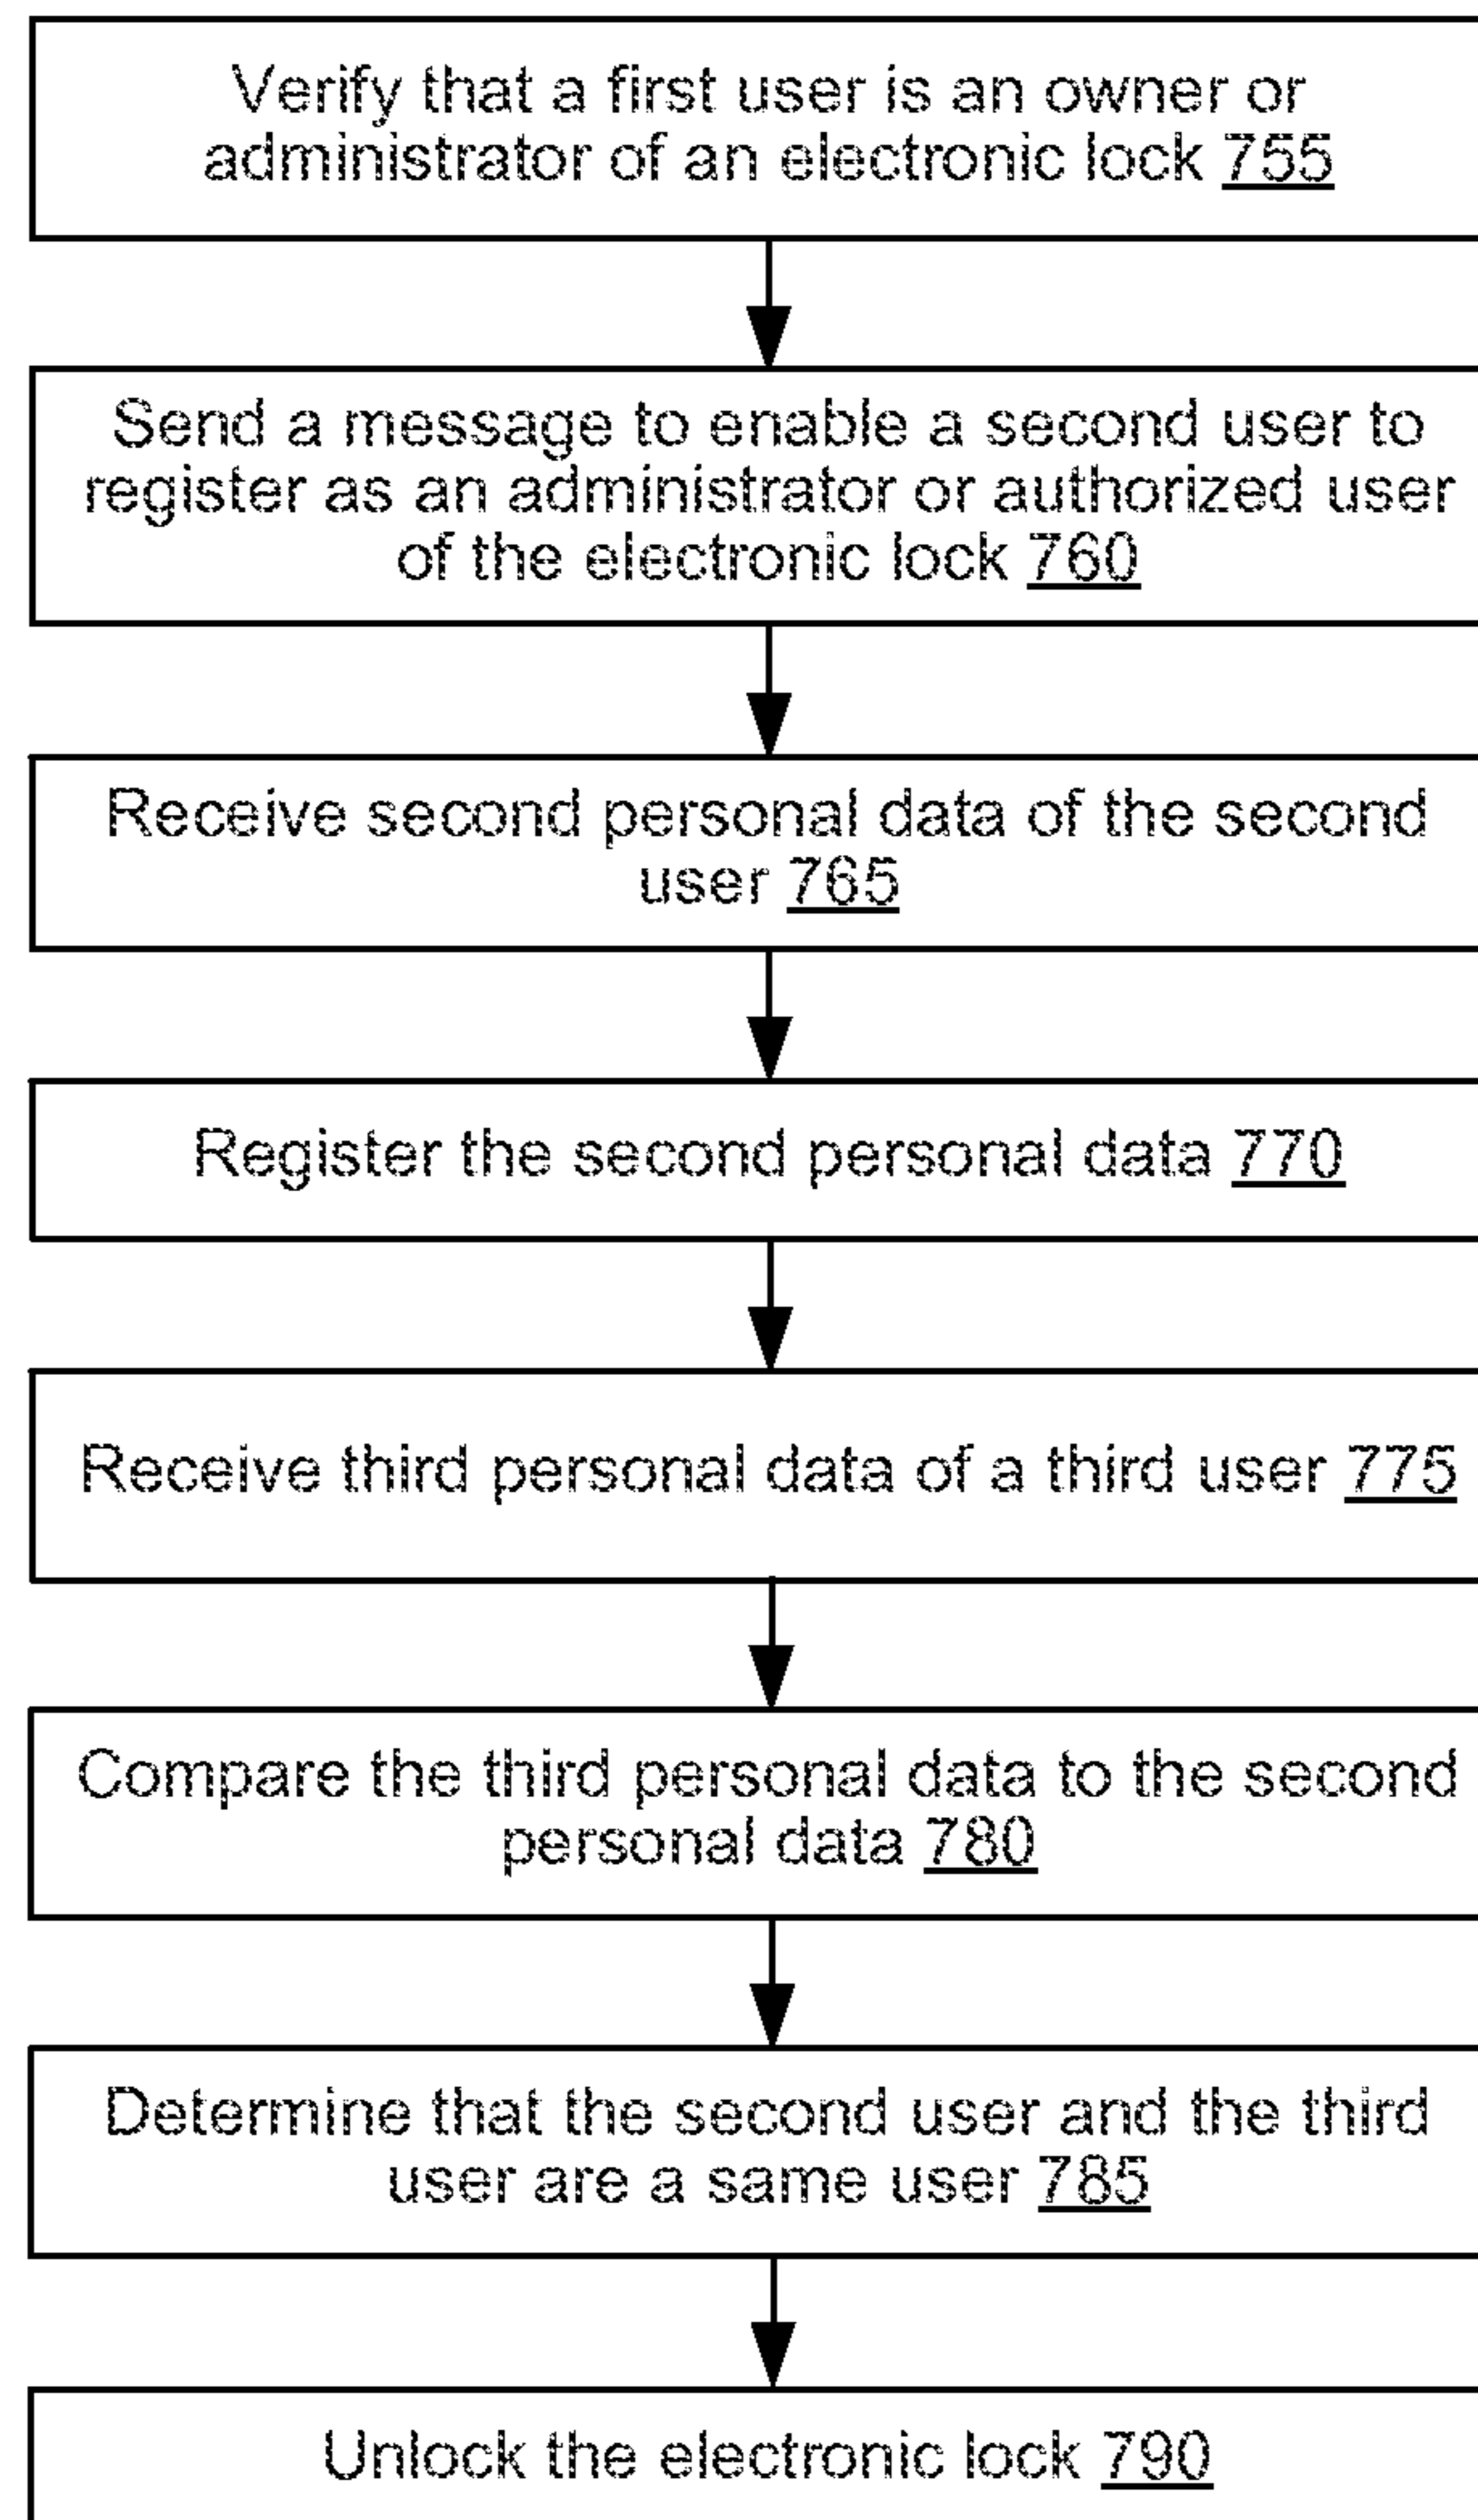 Verify that a first user is an owner or
administrator of an electronic lock 755
Send a message to enable a second user to
register as an administrator or authorized user
of the electronic lock 760
Receive second personal data of the second
user 765
Register the second personal data 770
Receive third personal data of a third user 775
Compare the third personal data to the second
personal data 780
Determine that the second user and the third
user are a same user 785
Unlock the electronic lock 790